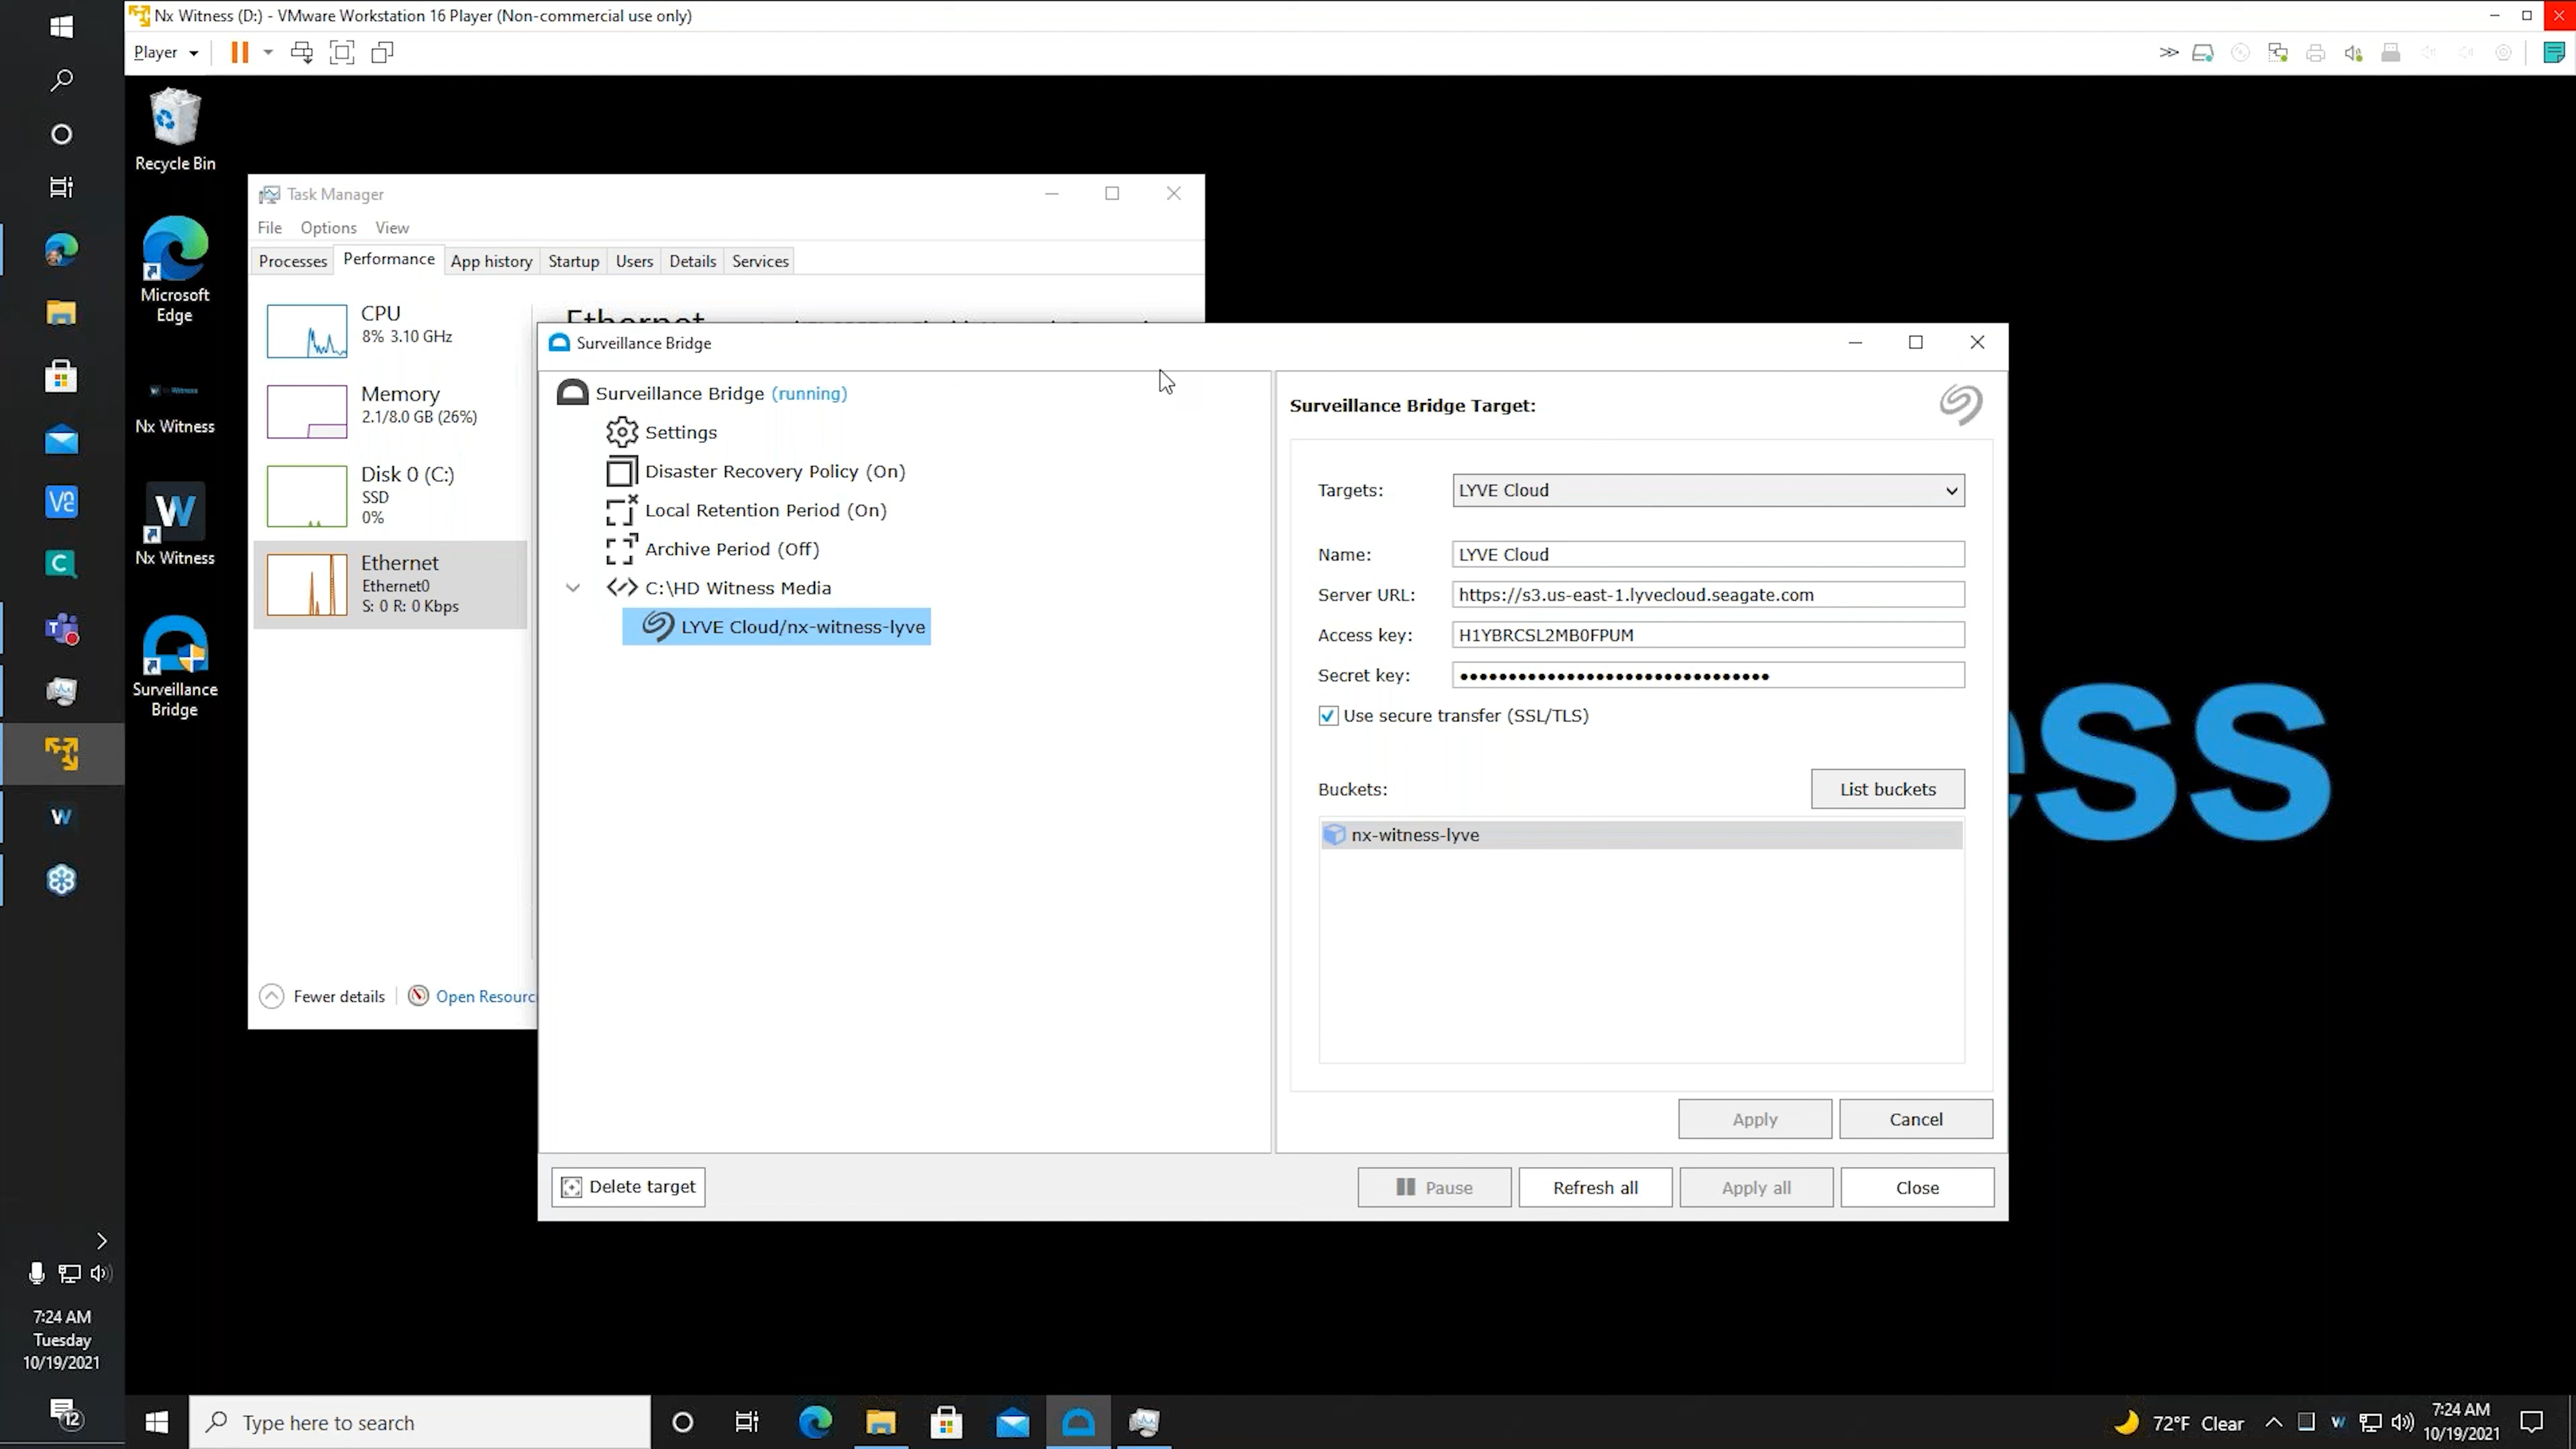 Nx Witness (D:) - VMware Workstation 16 Player (Non-commercial use only)
Player
Recycle Bin
Microsoft
Edge
Nx Witness
Nx Witness
Surveillance
Bridge
Task Manager
File Options View
Processes Performance App history Startup Users Details Services
CPU
8% 3.10 GHz
Memory
2.1/8.0 GB (26%)
Disk 0 (C:)
SSD
0%
Ethernet
Ethernet0
S: 0 R: 0 Kbps
Ethernet
Fewer details
Open Resourc
Surveillance Bridge
Surveillance Bridge (running)
Settings
Disaster Recovery Policy (On)
Local Retention Period (On)
Archive Period (Off)
C:\HD Witness Media
LYVE Cloud/nx-witness-lyve
Surveillance Bridge Target:
Targets: LYVE Cloud
Name: LYVE Cloud
Server URL: https://s3.us-east-1.lyvecloud.seagate.com
Access key: H1YBRCSL2MB0FPUM
Secret key: ••••••••••••••••••••••••••••••••
Use secure transfer (SSL/TLS)
Buckets: List buckets
nx-witness-lyve
Apply Cancel
Delete target
Pause Refresh all Apply all Close
ess
7:24 AM
Tuesday
10/19/2021
12
Type here to search
72°F Clear
7:24 AM
10/19/2021